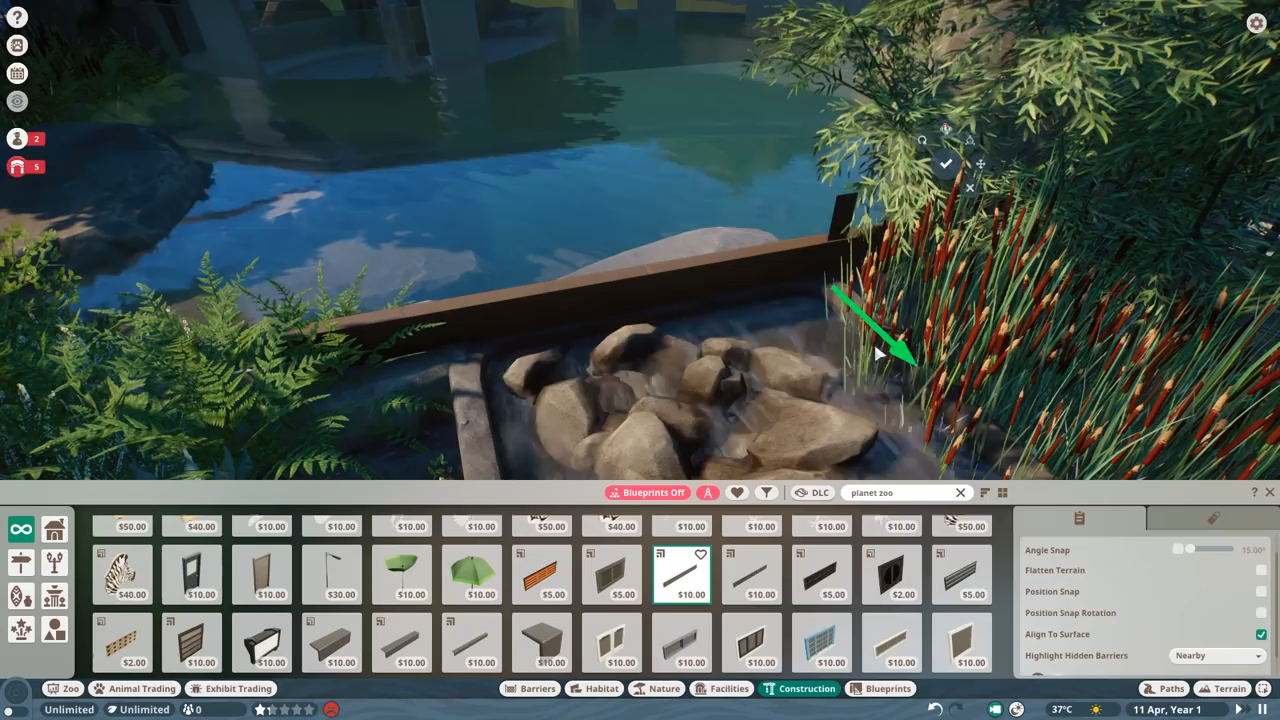 ?
2
5
Blueprints Off
DLC
planet zoo
? ×
$50.00 $40.00 $10.00 $10.00 $10.00 $10.00 $50.00 $40.00 $10.00 $10.00 $10.00 $10.00 $50.00
$40.00 $10.00 $10.00 $30.00 $10.00 $10.00 $5.00 $5.00 $10.00 $10.00 $5.00 $2.00 $5.00
$2.00 $10.00 $10.00 $10.00 $10.00 $10.00 $10.00 $10.00 $10.00 $10.00 $10.00 $10.00 $10.00
Angle Snap 15.00°
Flatten Terrain
Position Snap
Position Snap Rotation
Align To Surface
Highlight Hidden Barriers Nearby
Zoo Animal Trading Exhibit Trading Barriers Habitat Nature Facilities Construction Blueprints Paths Terrain
Unlimited Unlimited 0 37°C 11 Apr, Year 1